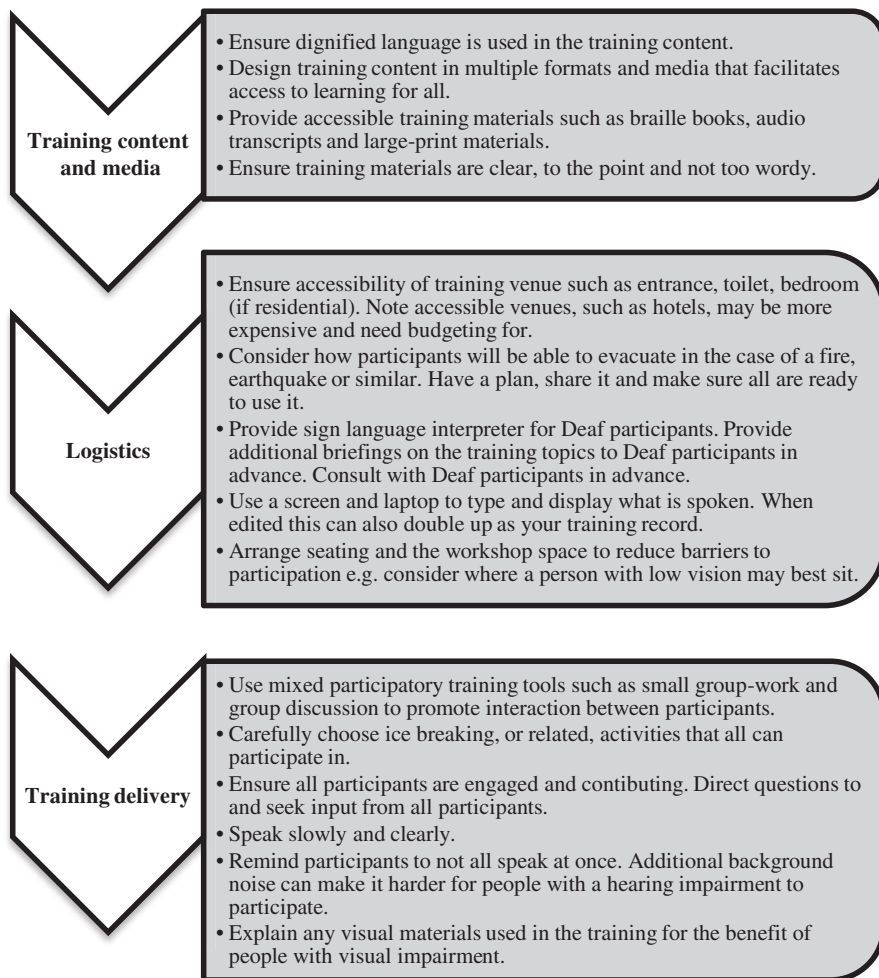 Training content
and media
• Ensure dignified language is used in the training content.
• Design training content in multiple formats and media that facilitates
access to learning for all.
• Provide accessible training materials such as braille books, audio
transcripts and large-print materials.
• Ensure training materials are clear, to the point and not too wordy.
Logistics
• Ensure accessibility of training venue such as entrance, toilet, bedroom
(if residential). Note accessible venues, such as hotels, may be more
expensive and need budgeting for.
• Consider how participants will be able to evacuate in the case of a fire,
earthquake or similar. Have a plan, share it and make sure all are ready
to use it.
• Provide sign language interpreter for Deaf participants. Provide
additional briefings on the training topics to Deaf participants in
advance. Consult with Deaf participants in advance.
• Use a screen and laptop to type and display what is spoken. When
edited this can also double up as your training record.
• Arrange seating and the workshop space to reduce barriers to
participation e.g. consider where a person with low vision may best sit.
Training delivery
• Use mixed participatory training tools such as small group-work and
group discussion to promote interaction between participants.
• Carefully choose ice breaking, or related, activities that all can
participate in.
• Ensure all participants are engaged and contibuting. Direct questions to
and seek input from all participants.
• Speak slowly and clearly.
• Remind participants to not all speak at once. Additional background
noise can make it harder for people with a hearing impairment to
participate.
• Explain any visual materials used in the training for the benefit of
people with visual impairment.